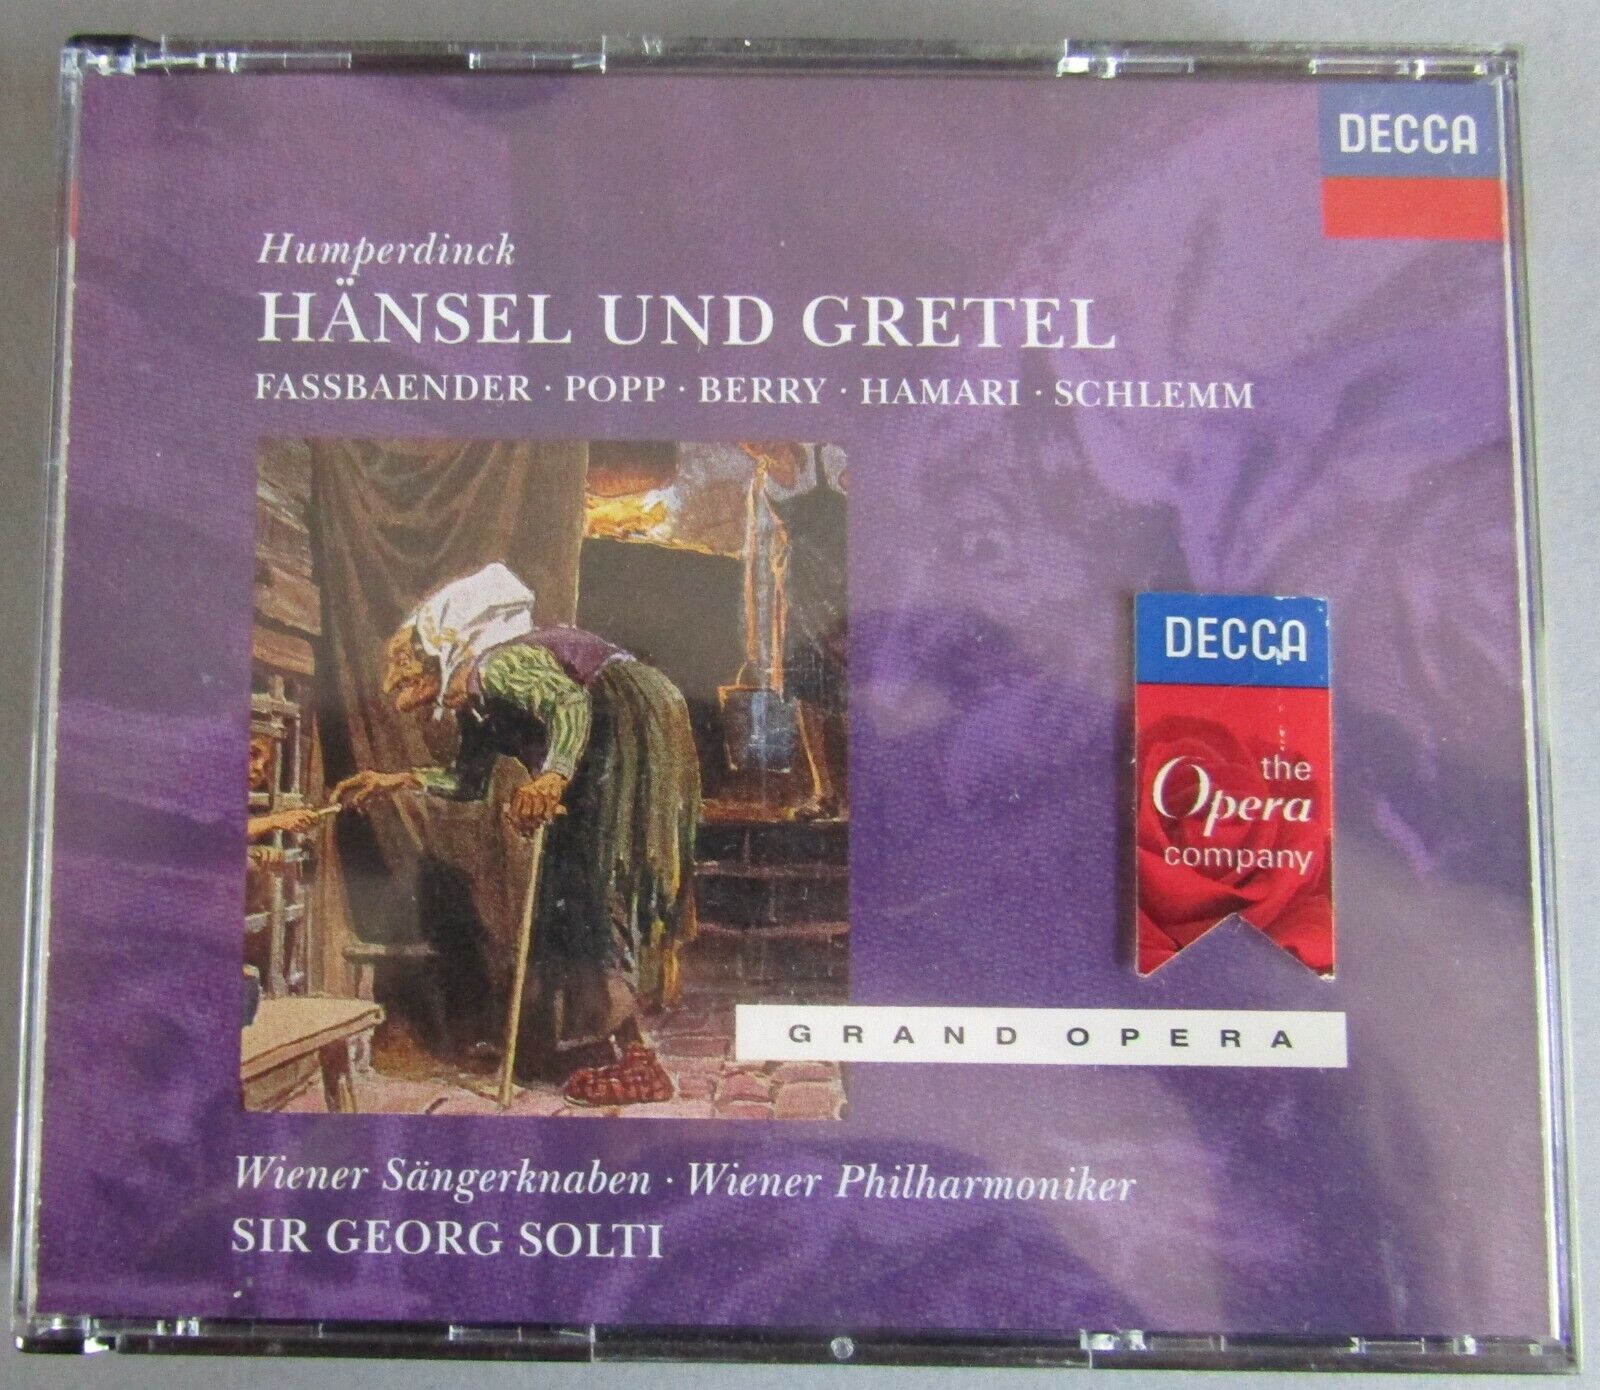 DECCA
Humperdinck
HÄNSEL UND GRETEL
FASSBAENDER · POPP · BERRY · HAMARI · SCHLEMM
DECCA
the
Opera
company
GRAND OPERA
Wiener Sängerknaben · Wiener Philharmoniker
SIR GEORG SOLTI